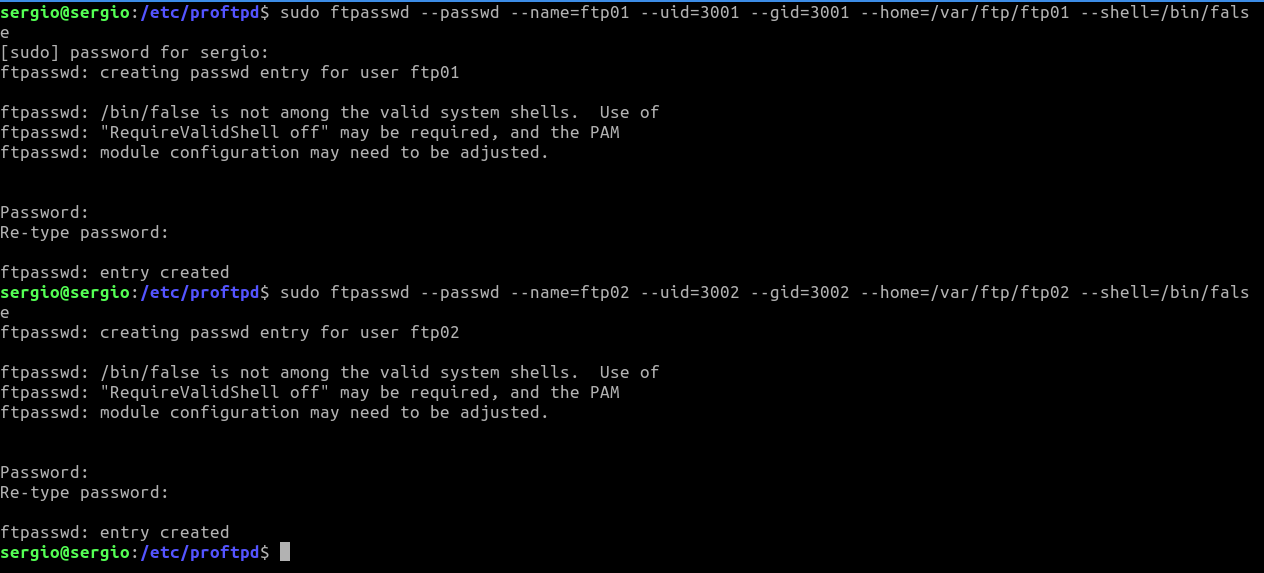 sergio@sergio:/etc/proftpd$ sudo ftpasswd --passwd --name=ftp01 --uid=3001 --gid=3001 --home=/var/ftp/ftp01 --shell=/bin/fals
e
[sudo] password for sergio:
ftpasswd: creating passwd entry for user ftp01
ftpasswd: /bin/false is not among the valid system shells.  Use of
ftpasswd: "RequireValidShell off" may be required, and the PAM
ftpasswd: module configuration may need to be adjusted.
Password:
Re-type password:
ftpasswd: entry created
sergio@sergio:/etc/proftpd$ sudo ftpasswd --passwd --name=ftp02 --uid=3002 --gid=3002 --home=/var/ftp/ftp02 --shell=/bin/fals
e
ftpasswd: creating passwd entry for user ftp02
ftpasswd: /bin/false is not among the valid system shells.  Use of
ftpasswd: "RequireValidShell off" may be required, and the PAM
ftpasswd: module configuration may need to be adjusted.
Password:
Re-type password:
ftpasswd: entry created
sergio@sergio:/etc/proftpd$